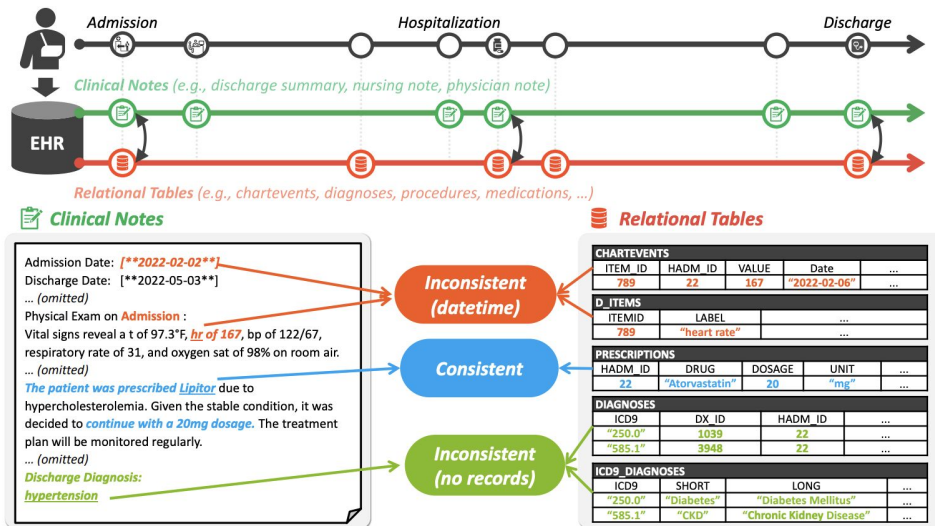 Admission
Hospitalization
Discharge
Clinical Notes (e.g., discharge summary, nursing note, physician note)
EHR
Relational Tables (e.g., chartevents, diagnoses, procedures, medications, …)
Clinical Notes
Relational Tables
Admission Date: [**2022-02-02**]
Discharge Date: [**2022-05-03**]
... (omitted)
Physical Exam on Admission :
Vital signs reveal a t of 97.3°F, hr of 167, bp of 122/67,
respiratory rate of 31, and oxygen sat of 98% on room air.
... (omitted)
The patient was prescribed Lipitor due to
hypercholesterolemia. Given the stable condition, it was
decided to continue with a 20mg dosage. The treatment
plan will be monitored regularly.
... (omitted)
Discharge Diagnosis:
hypertension
Inconsistent
(datetime)
Consistent
Inconsistent
(no records)
CHARTEVENTS
ITEM_ID HADM_ID VALUE Date ...
789 22 167 "2022-02-06" ...
D_ITEMS
ITEMID LABEL ...
789 "heart rate" ...
PRESCRIPTIONS
HADM_ID DRUG DOSAGE UNIT ...
22 "Atorvastatin" 20 "mg" ...
DIAGNOSES
ICD9 DX_ID HADM_ID ...
"250.0" 1039 22 ...
"585.1" 3948 22 ...
ICD9_DIAGNOSES
ICD9 SHORT LONG ...
"250.0" "Diabetes" "Diabetes Mellitus" ...
"585.1" "CKD" "Chronic Kidney Disease" ...